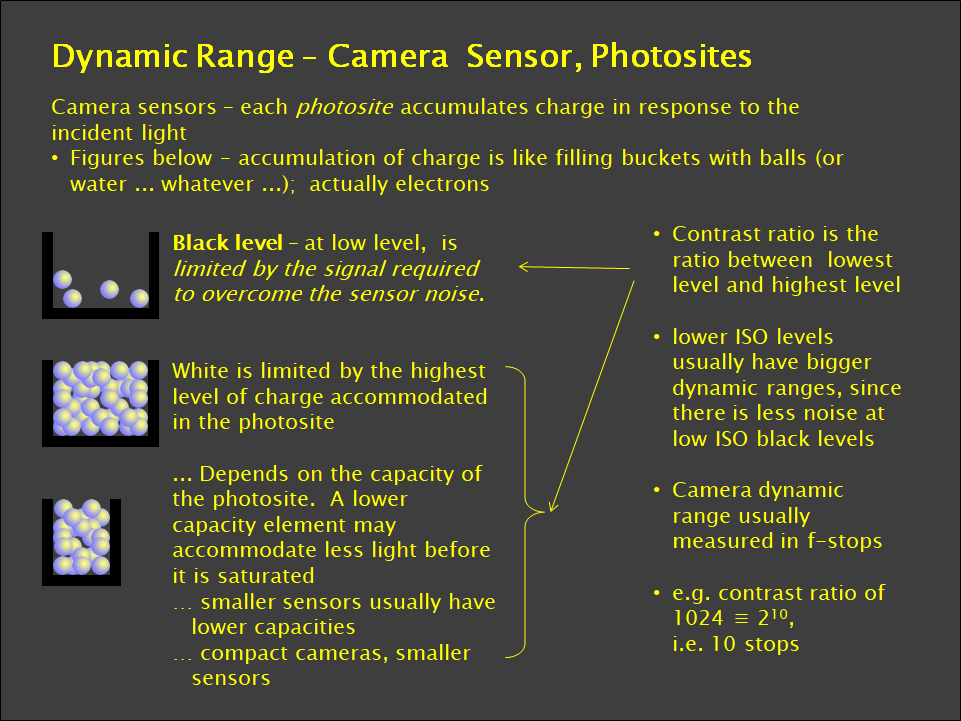 Dynamic Range – Camera  Sensor, Photosites
Camera sensors – each photosite accumulates charge in response to the
incident light
• Figures below – accumulation of charge is like filling buckets with balls (or
water ... whatever ...);  actually electrons
Black level – at low level,  is
limited by the signal required
to overcome the sensor noise.
White is limited by the highest
level of charge accommodated
in the photosite
... Depends on the capacity of
the photosite.  A lower
capacity element may
accommodate less light before
it is saturated
… smaller sensors usually have
lower capacities
… compact cameras, smaller
sensors
• Contrast ratio is the
ratio between  lowest
level and highest level
• lower ISO levels
usually have bigger
dynamic ranges, since
there is less noise at
low ISO black levels
• Camera dynamic
range usually
measured in f-stops
• e.g. contrast ratio of
1024 ≡ 2¹⁰,
i.e. 10 stops